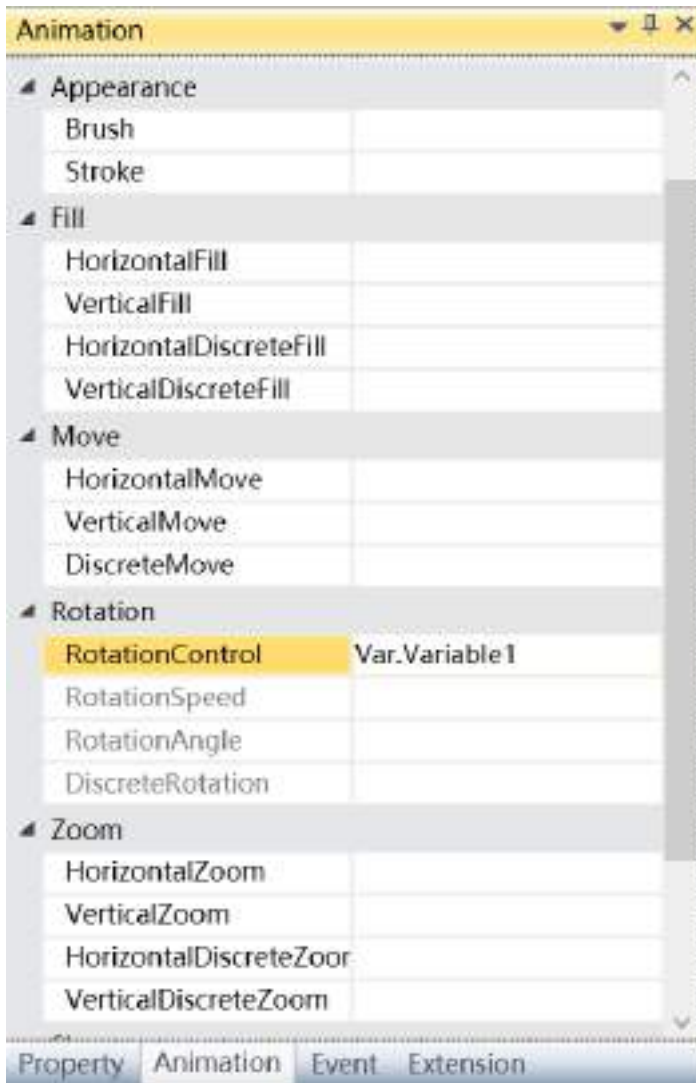 Animation
Appearance
Brush
Stroke
Fill
HorizontalFill
VerticalFill
HorizontalDiscreteFill
VerticalDiscreteFill
Move
HorizontalMove
VerticalMove
DiscreteMove
Rotation
RotationControl Var.Variable1
RotationSpeed
RotationAngle
DiscreteRotation
Zoom
HorizontalZoom
VerticalZoom
HorizontalDiscreteZoor
VerticalDiscreteZoom
Property Animation Event Extension